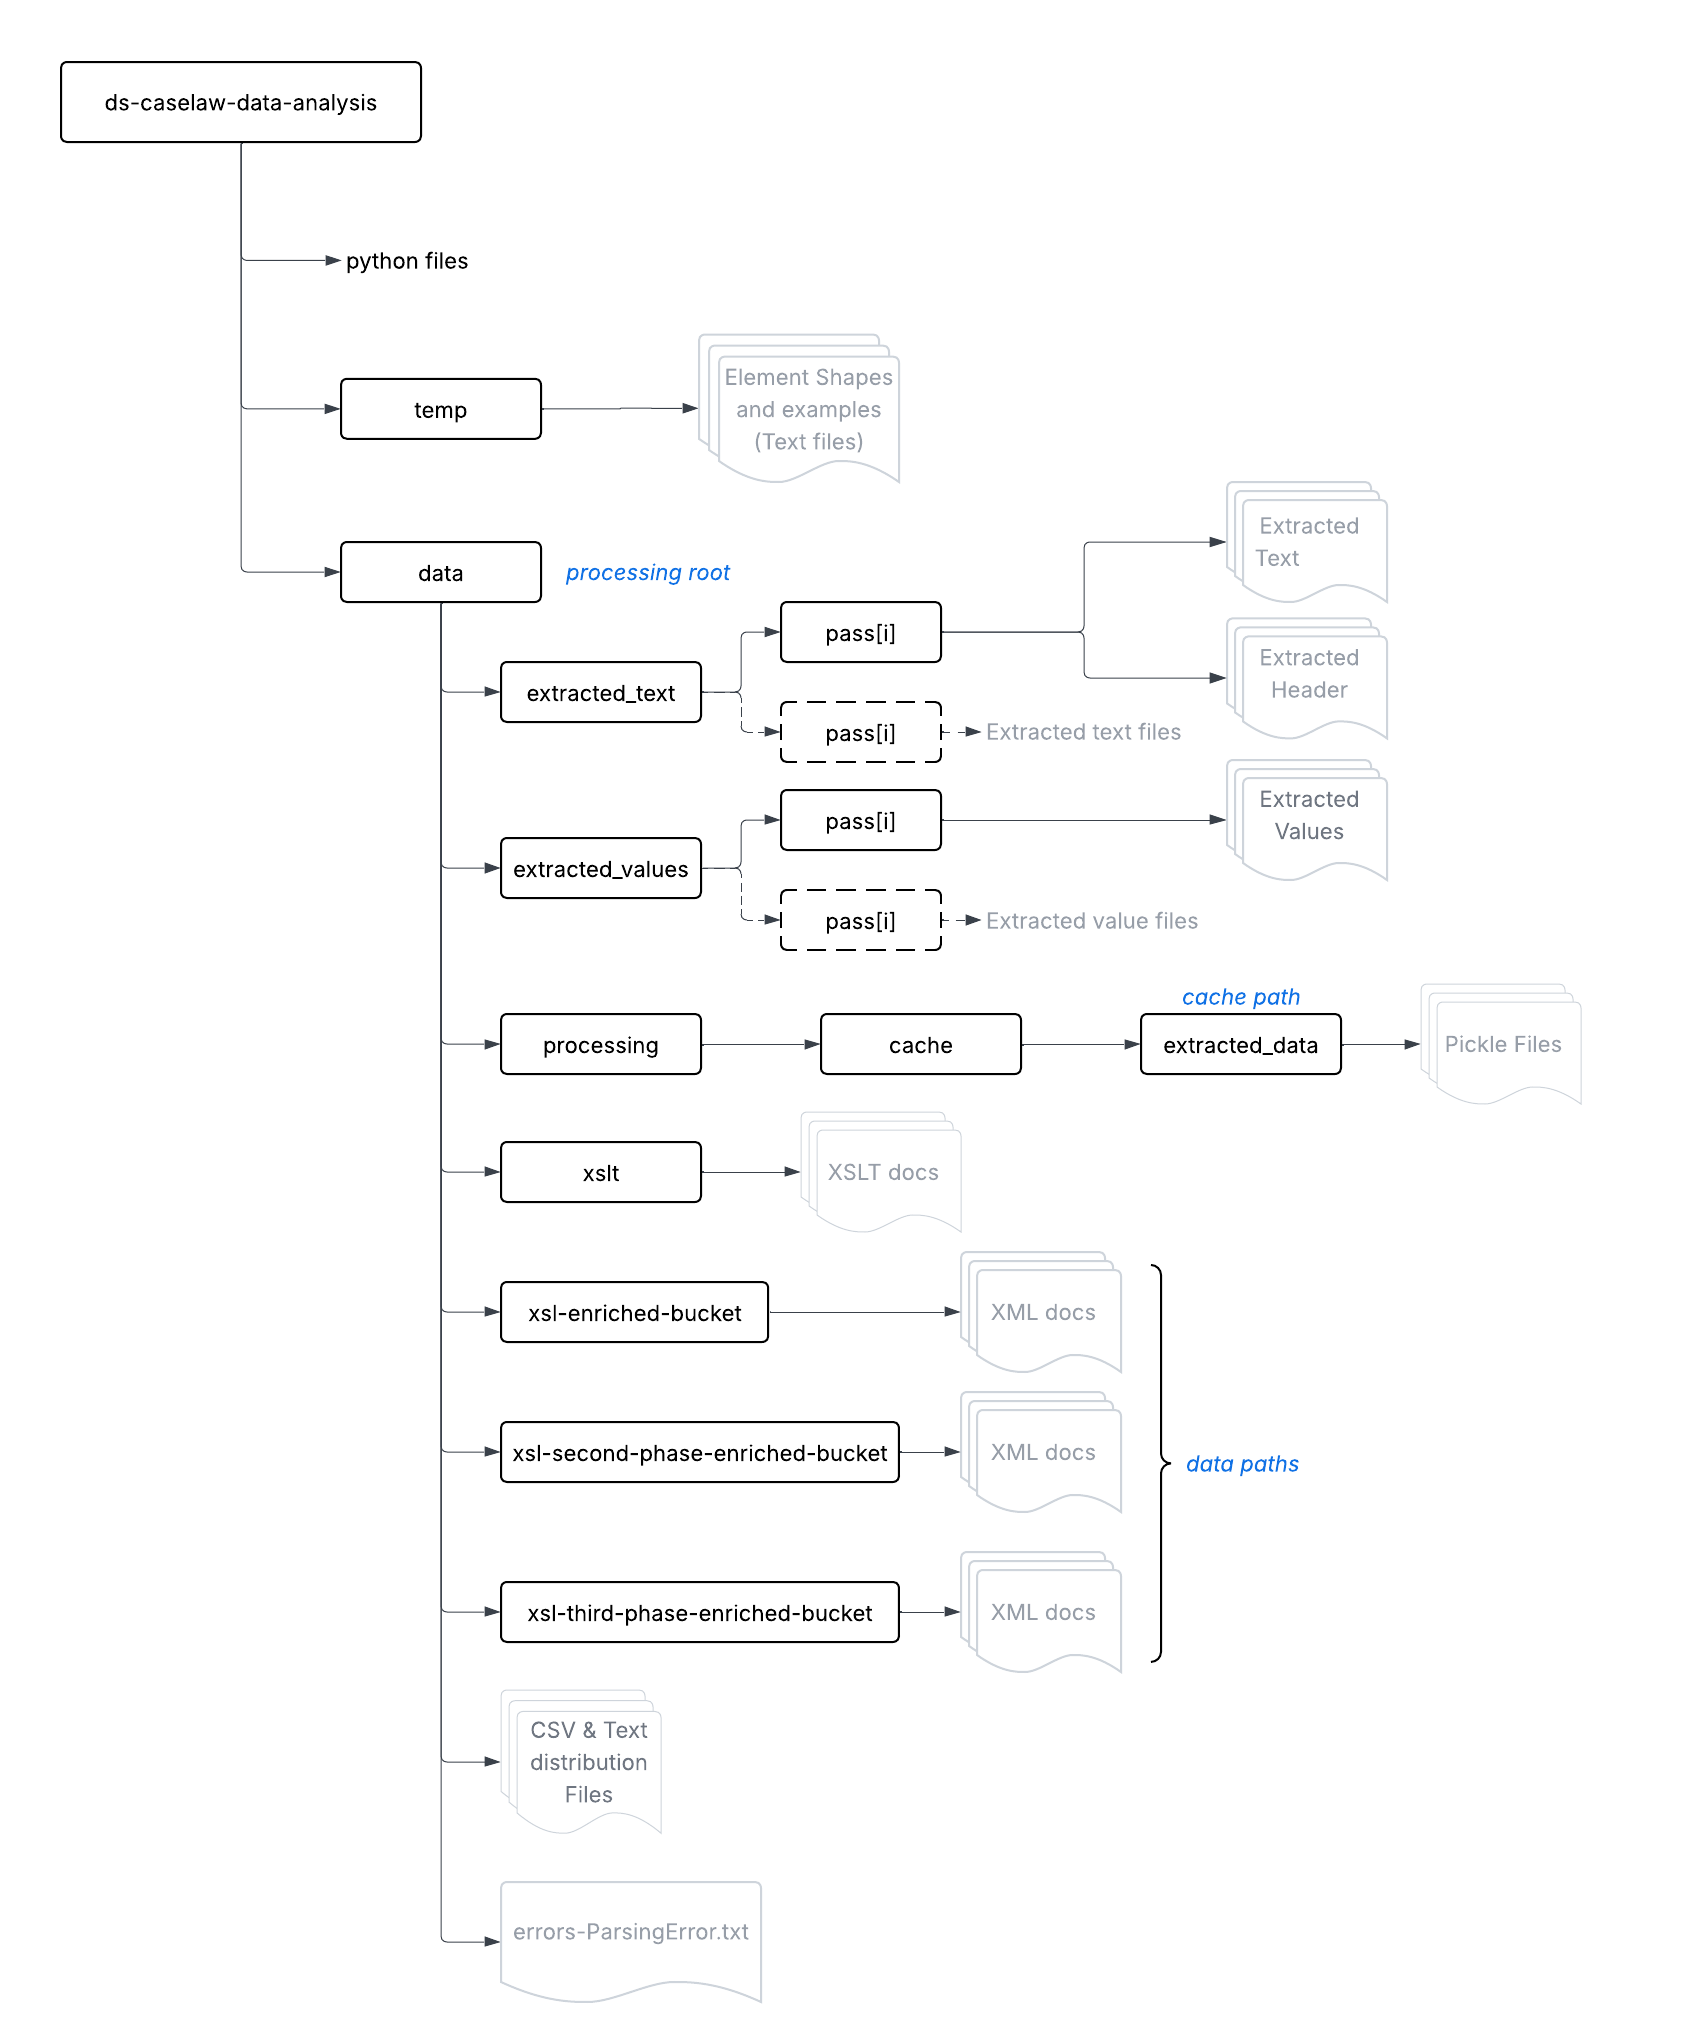 ds-caselaw-data-analysis
python files
temp
Element Shapes
and examples
(Text files)
data
processing root
extracted_text
pass[i]
Extracted
Text
Extracted
Header
pass[i]
Extracted text files
extracted_values
pass[i]
Extracted
Values
pass[i]
Extracted value files
processing
cache
cache path
extracted_data
Pickle Files
xslt
XSLT docs
xsl-enriched-bucket
XML docs
xsl-second-phase-enriched-bucket
XML docs
data paths
xsl-third-phase-enriched-bucket
XML docs
CSV & Text
distribution
Files
errors-ParsingError.txt